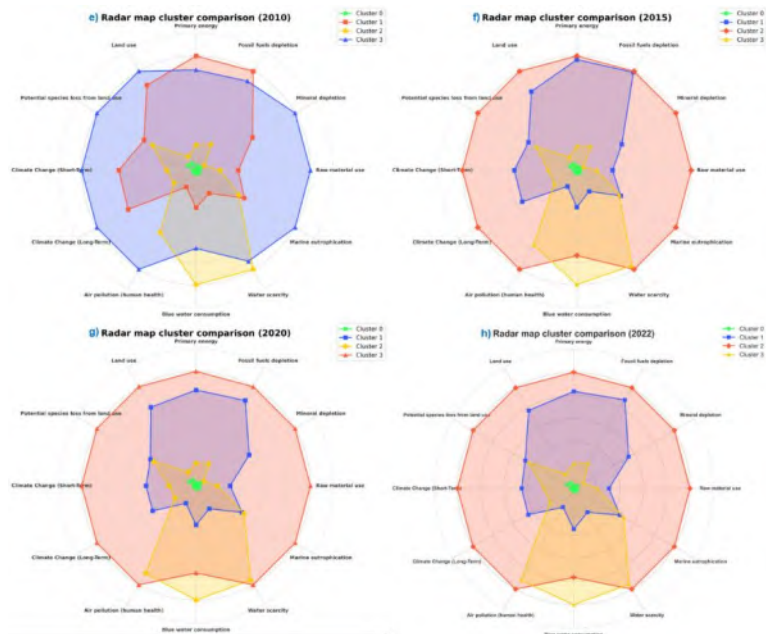 e) Radar map cluster comparison (2010)
Cluster 0
Cluster 1
Cluster 2
Cluster 3
Primary energy
Land use
Fossil fuels depletion
Potential species loss from land use
Mineral depletion
Climate Change (Short-Term)
Raw material use
Climate Change (Long-Term)
Marine eutrophication
Air pollution (human health)
Water scarcity
Blue water consumption
f) Radar map cluster comparison (2015)
Cluster 0
Cluster 1
Cluster 2
Cluster 3
Primary energy
Land use
Fossil fuels depletion
Potential species loss from land use
Mineral depletion
Climate Change (Short-Term)
Raw material use
Climate Change (Long-Term)
Marine eutrophication
Air pollution (human health)
Water scarcity
Blue water consumption
g) Radar map cluster comparison (2020)
Cluster 0
Cluster 1
Cluster 2
Cluster 3
Primary energy
Land use
Fossil fuels depletion
Potential species loss from land use
Mineral depletion
Climate Change (Short-Term)
Raw material use
Climate Change (Long-Term)
Marine eutrophication
Air pollution (human health)
Water scarcity
Blue water consumption
h) Radar map cluster comparison (2022)
Cluster 0
Cluster 1
Cluster 2
Cluster 3
Primary energy
Land use
Fossil fuels depletion
Potential species loss from land use
Mineral depletion
Climate Change (Short-Term)
Raw material use
Climate Change (Long-Term)
Marine eutrophication
Air pollution (human health)
Water scarcity